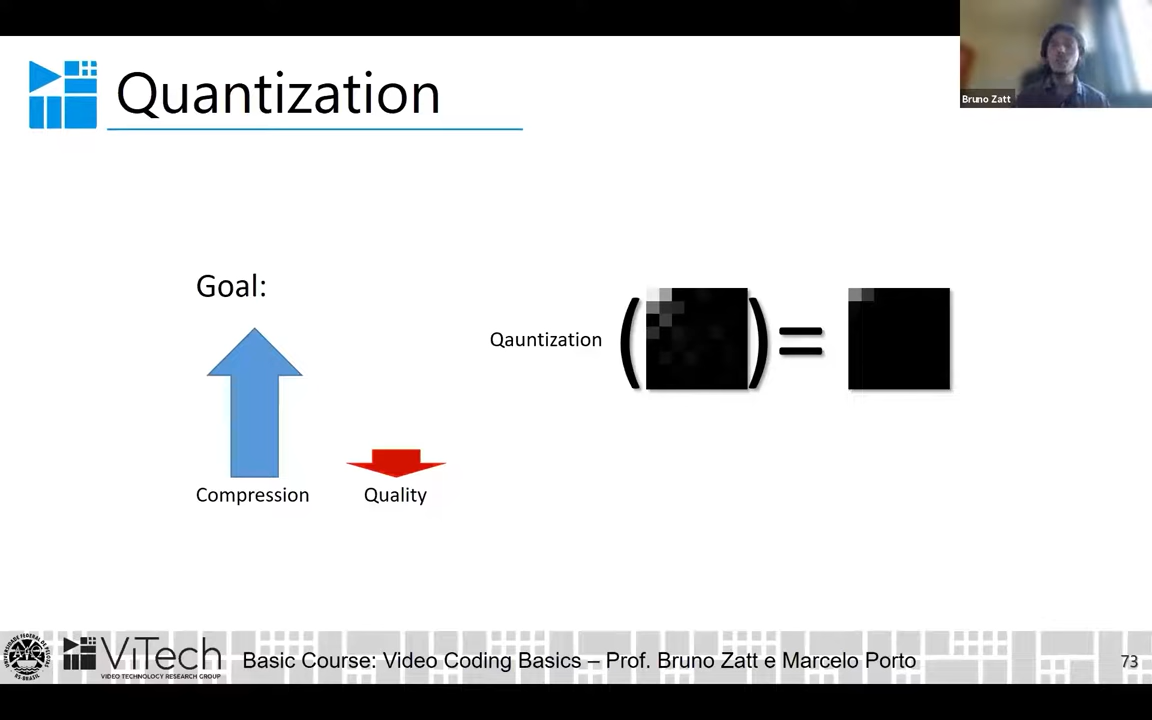 Bruno Zatt
Quantization
Goal:
Qauntization ( ) =
Compression
Quality
ViTech
VIDEO TECHNOLOGY RESEARCH GROUP
Basic Course: Video Coding Basics – Prof. Bruno Zatt e Marcelo Porto
73